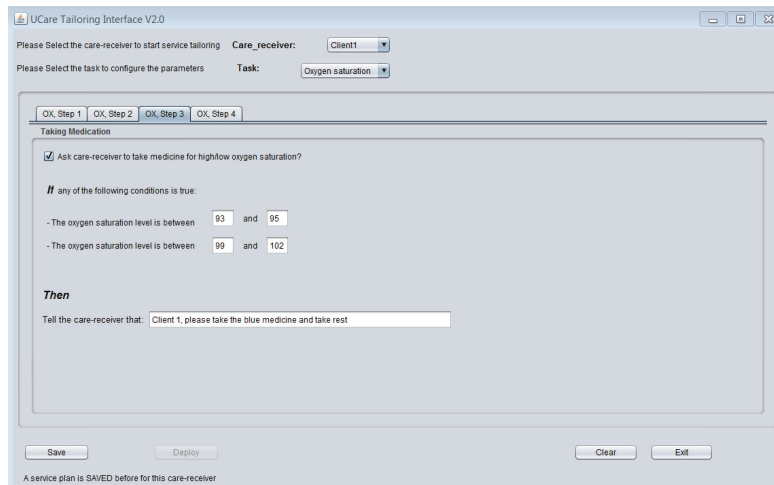 UCare Tailoring Interface V2.0
Please Select the care-receiver to start service tailoring Care_receiver: Client1
Please Select the task to configure the parameters Task: Oxygen saturation
OX, Step 1 OX, Step 2 OX, Step 3 OX, Step 4
Taking Medication
Ask care-receiver to take medicine for high/low oxygen saturation?
If any of the following conditions is true:
- The oxygen saturation level is between 93 and 95
- The oxygen saturation level is between 99 and 102
Then
Tell the care-receiver that: Client 1, please take the blue medicine and take rest
Save Deploy Clear Exit
A service plan is SAVED before for this care-receiver